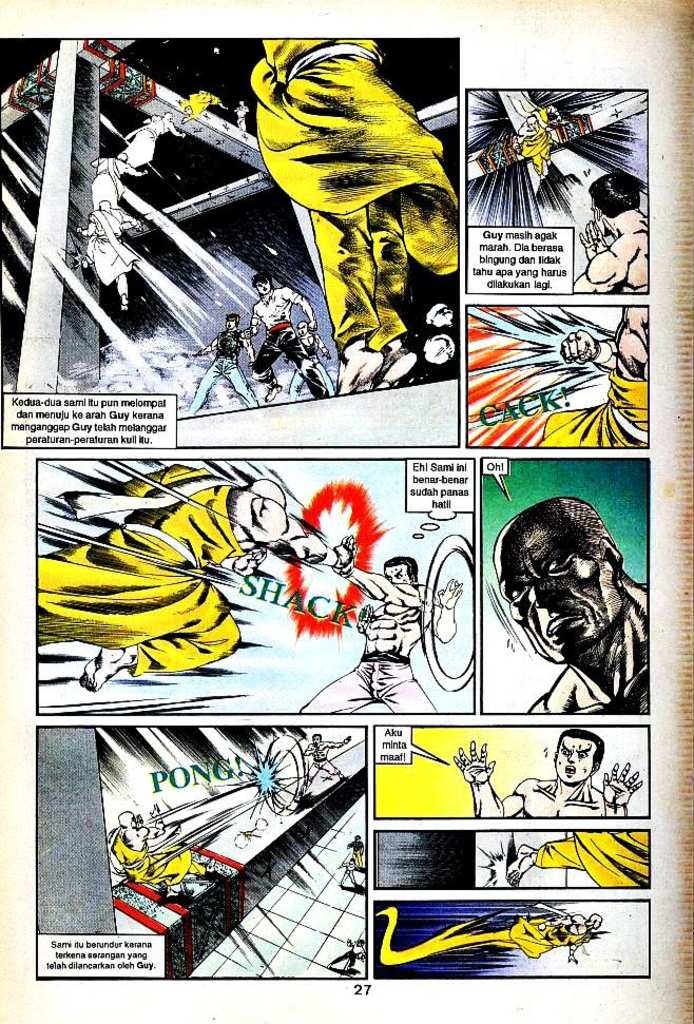 Kedua-dua sami itu pun melompat
dan menuju ke arah Guy kerana
menganggap Guy telah melanggar
peraturan-peraturan kuil itu.
Guy masih agak
marah. Dia berasa
bingung dan tidak
tahu apa yang harus
dilakukan lagi.
CACK!
Eh! Sami ini
benar-benar
sudah panas
hati!
SHACK
Oh!
PONG!
Sami itu berundur kerana
terkena serangan yang
telah dilancarkan oleh Guy.
Aku
minta
maaf!
27